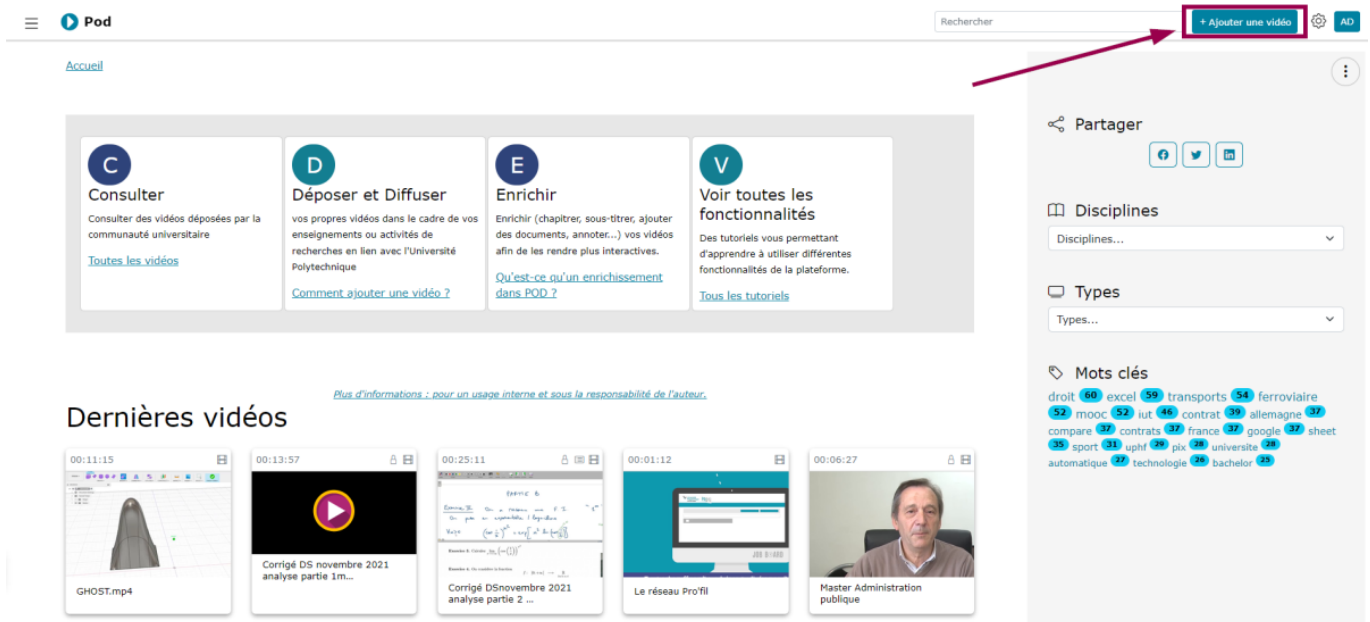 Pod
Rechercher
+ Ajouter une vidéo
AD
Accueil
C
Consulter
Consulter des vidéos déposées par la
communauté universitaire
Toutes les vidéos
D
Déposer et Diffuser
vos propres vidéos dans le cadre de vos
enseignements ou activités de
recherches en lien avec l'Université
Polytechnique
Comment ajouter une vidéo ?
E
Enrichir
Enrichir (chapitrer, sous-titrer, ajouter
des documents, annoter...) vos vidéos
afin de les rendre plus interactives.
Qu'est-ce qu'un enrichissement
dans POD ?
V
Voir toutes les
fonctionnalités
Des tutoriels vous permettant
d'apprendre à utiliser différentes
fonctionnalités de la plateforme.
Tous les tutoriels
Partager
Disciplines
Disciplines...
Types
Types...
Mots clés
droit 60 excel 59 transports 54 ferroviaire
52 mooc 52 iut 46 contrat 39 allemagne 37
compare 37 contrats 37 france 37 google 37 sheet
35 sport 31 uphf 29 pix 28 universite 28
automatique 27 technologie 26 bachelor 25
Plus d'informations : pour un usage interne et sous la responsabilité de l'auteur.
Dernières vidéos
00:11:15
GHOST.mp4
00:13:57
Corrigé DS novembre 2021
analyse partie 1m...
00:25:11
PARTIE B
Corrigé DSnovembre 2021
analyse partie 2 ...
00:01:12
JOB BOARD
Le réseau Pro'fil
00:06:27
Master Administration
publique